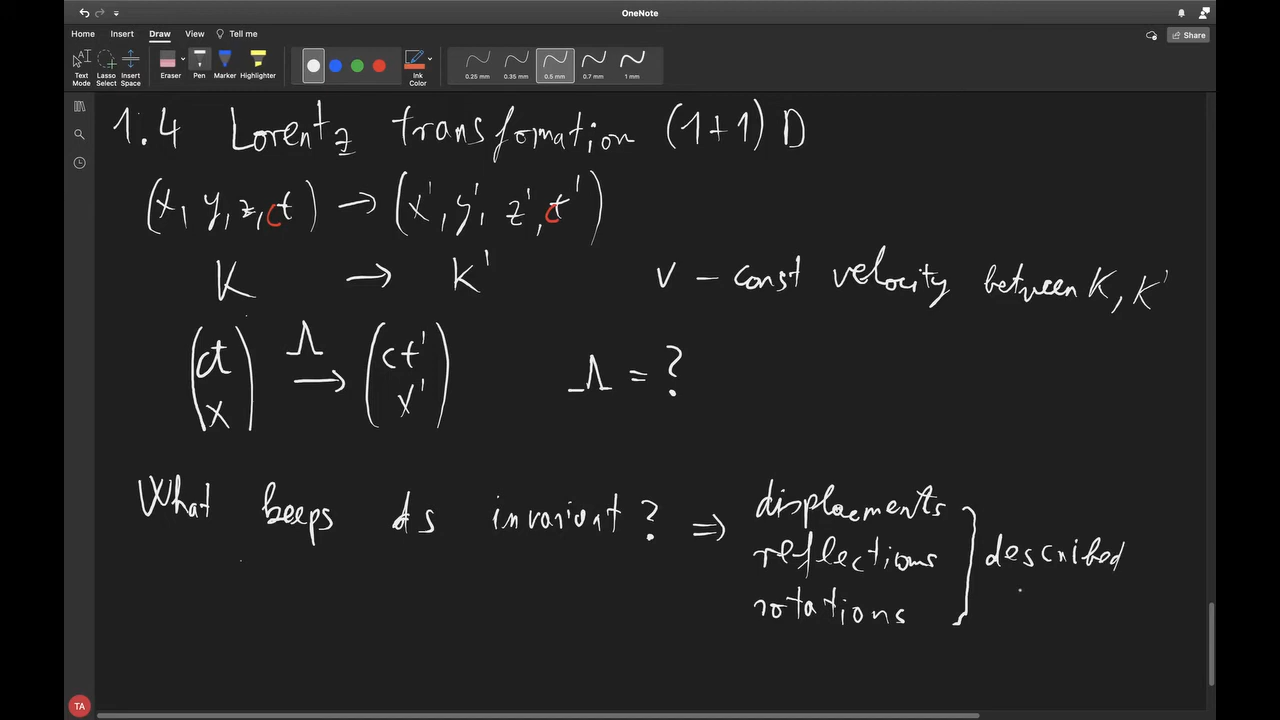 OneNote
Home Insert Draw View Tell me
Share
Text Mode
Lasso Select
Insert Space
Eraser
Pen
Marker
Highlighter
Ink Color
0.25 mm 0.35 mm 0.5 mm 0.7 mm 1 mm
1.4 Lorentz transfomation (1+1) D
(x, y, z, ct) → (x', y', z', ct')
K → K' v – const velocity between K, K'
(ct x) Λ → (ct' x') Λ = ?
What keeps ds invariant? ⇒ displacements
reflections } described
rotations
TA